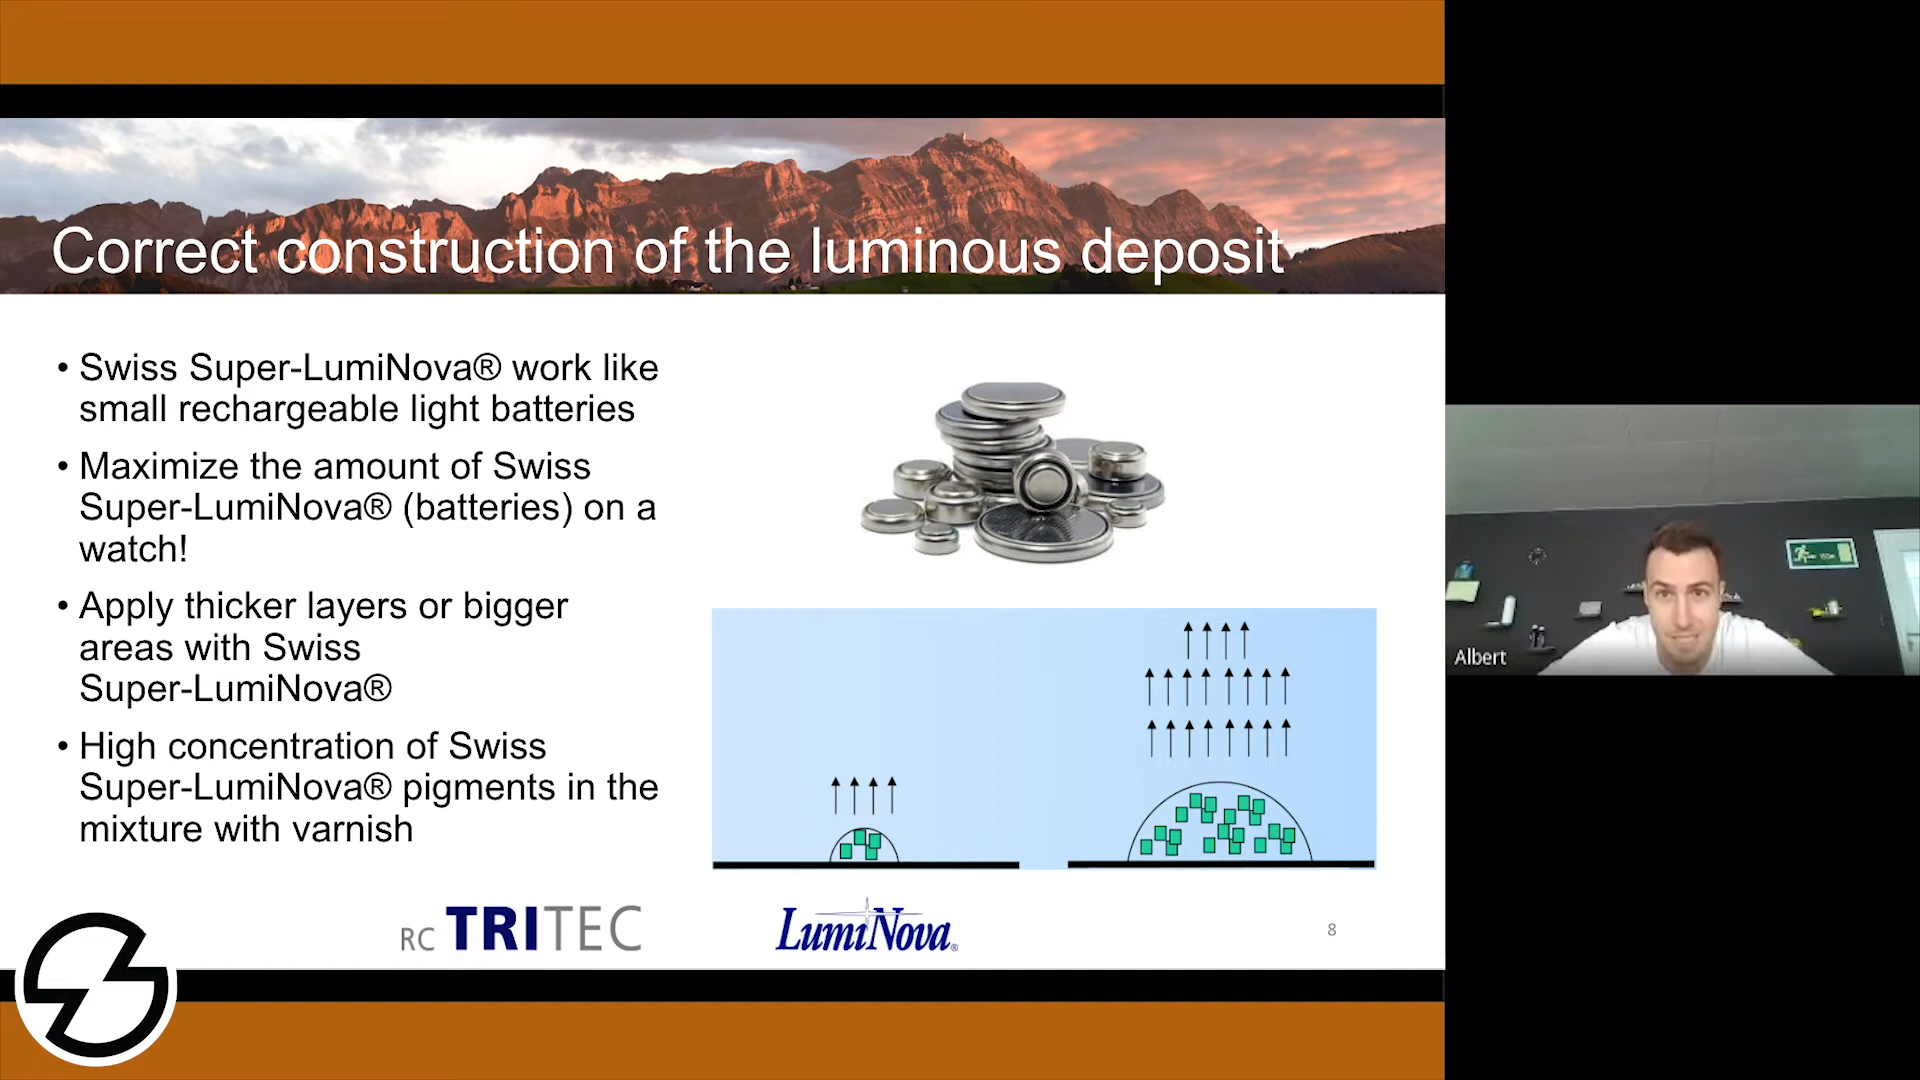 Correct construction of the luminous deposit
• Swiss Super-LumiNova® work like
small rechargeable light batteries
• Maximize the amount of Swiss
Super-LumiNova® (batteries) on a
watch!
• Apply thicker layers or bigger
areas with Swiss
Super-LumiNova®
• High concentration of Swiss
Super-LumiNova® pigments in the
mixture with varnish
RC TRITEC
LumiNova®
8
Albert